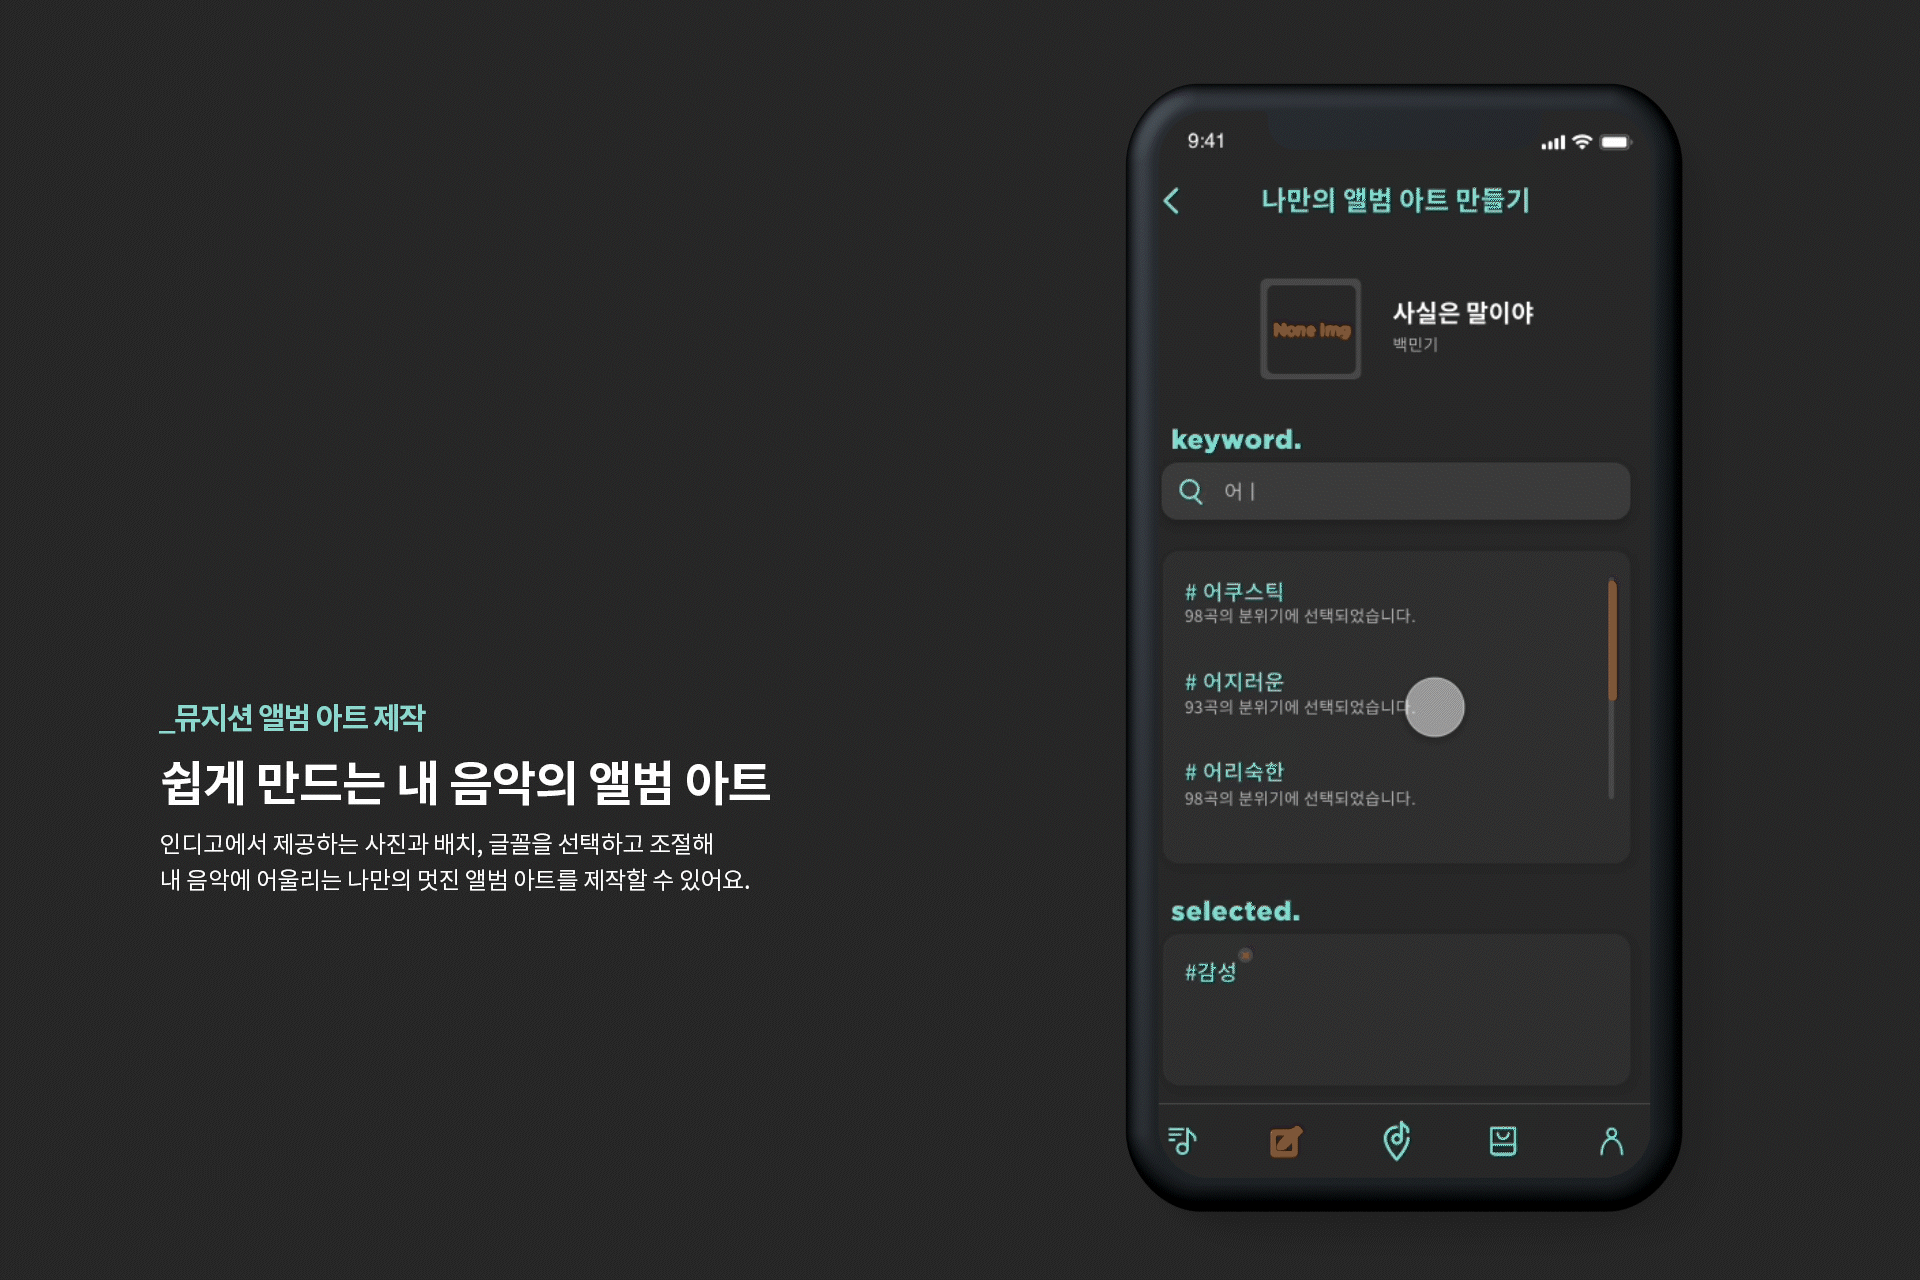 _뮤지션 앨범 아트 제작
쉽게 만드는 내 음악의 앨범 아트
인디고에서 제공하는 사진과 배치, 글꼴을 선택하고 조절해
내 음악에 어울리는 나만의 멋진 앨범 아트를 제작할 수 있어요.
9:41
나만의 앨범 아트 만들기
None Img
사실은 말이야
백민기
keyword.
어
# 어쿠스틱
98곡의 분위기에 선택되었습니다.
# 어지러운
93곡의 분위기에 선택되었습니다.
# 어리숙한
98곡의 분위기에 선택되었습니다.
selected.
#감성